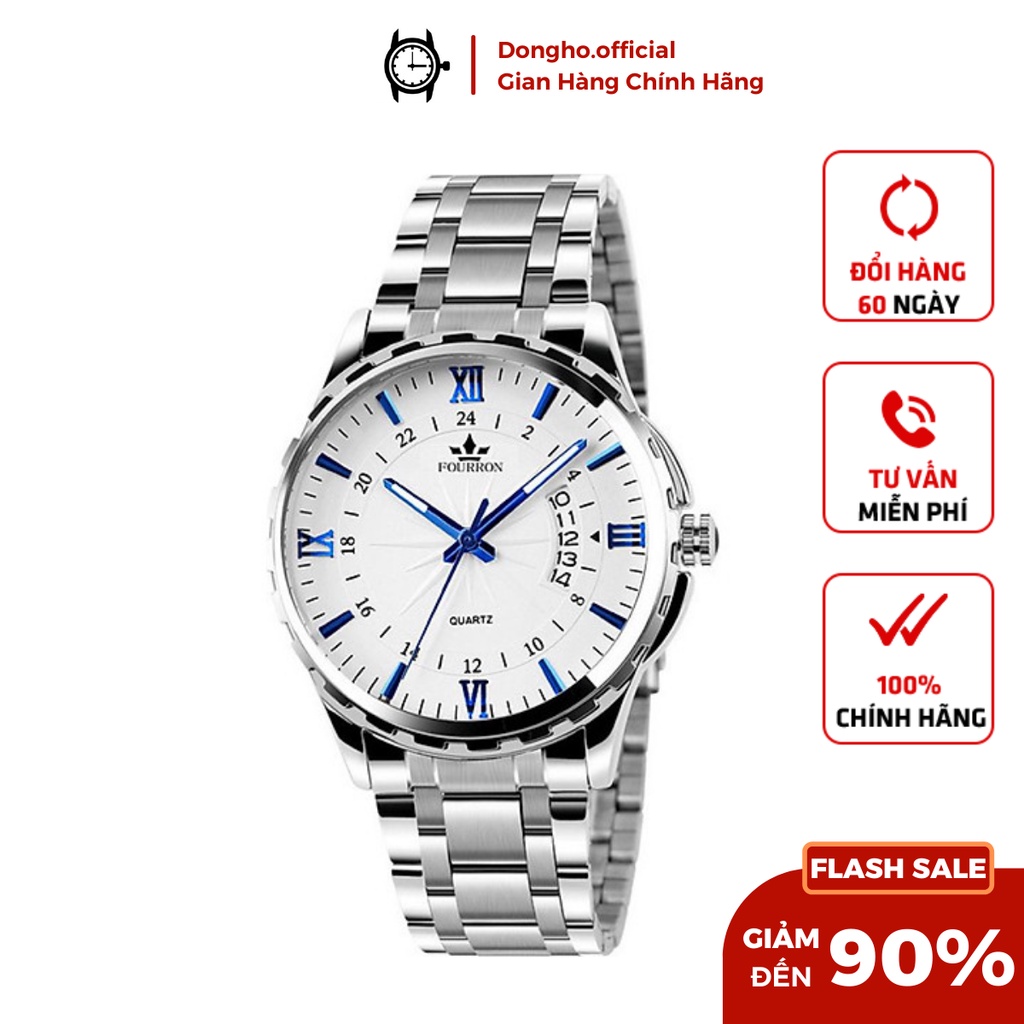 Dongho.official
Gian Hàng Chính Hãng
ĐỔI HÀNG
60 NGÀY
TƯ VẤN
MIỄN PHÍ
100%
CHÍNH HÃNG
XII
24
2
22
4
20
FOURRON
10
11
12
13
14
III
IX
18
16
8
QUARTZ
14
12
10
VI
FLASH SALE
GIẢM
ĐẾN
90%